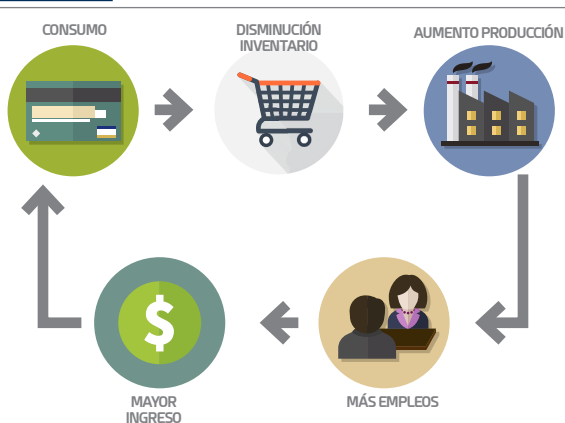 CONSUMO
DISMINUCIÓN
INVENTARIO
AUMENTO PRODUCCIÓN
$
MAYOR
INGRESO
MÁS EMPLEOS